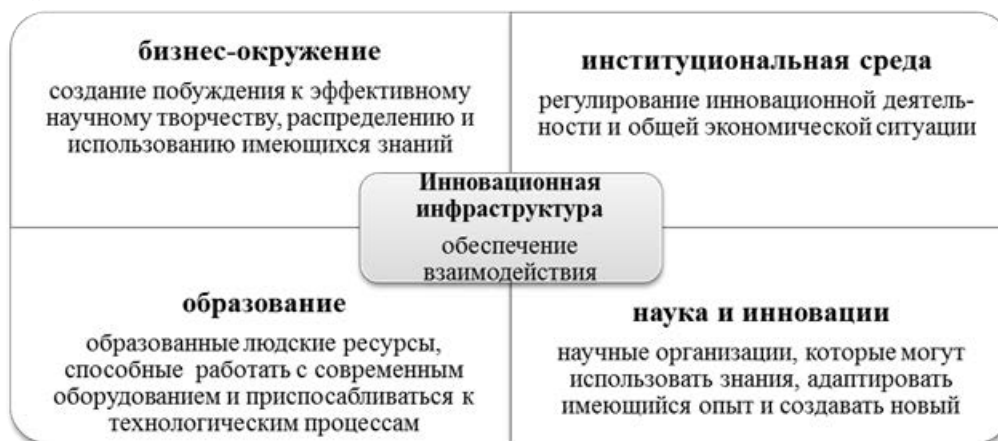 бизнес-окружение
создание побуждения к эффективному
научному творчеству, распределению и
использованию имеющихся знаний
институциональная среда
регулирование инновационной деятель-
ности и общей экономической ситуации
Инновационная
инфраструктура
обеспечение
взаимодействия
образование
образованные людские ресурсы,
способные работать с современным
оборудованием и приспосабливаться к
технологическим процессам
наука и инновации
научные организации, которые могут
использовать знания, адаптировать
имеющийся опыт и создавать новый